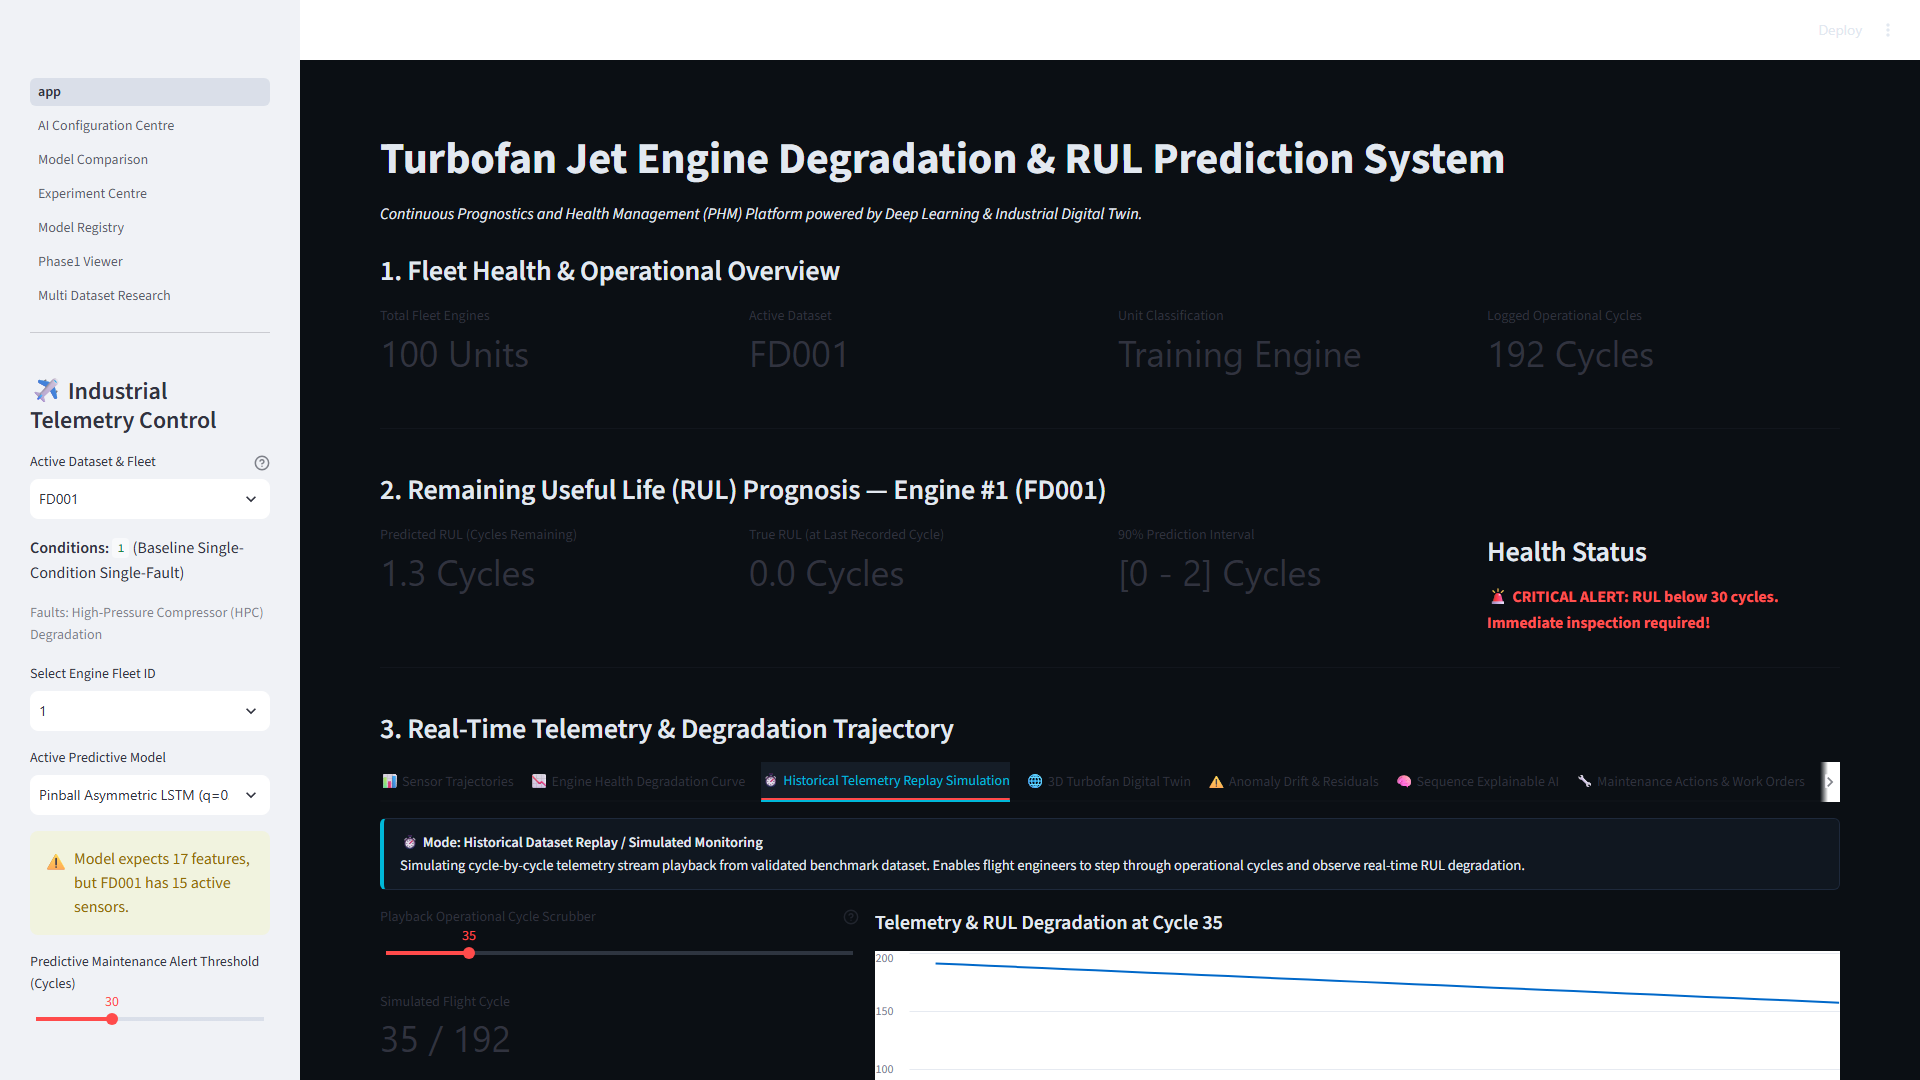 Deploy
app
AI Configuration Centre
Model Comparison
Experiment Centre
Model Registry
Phase1 Viewer
Multi Dataset Research
Industrial
Telemetry Control
Active Dataset & Fleet
FD001
Conditions: 1 (Baseline Single-
Condition Single-Fault)
Faults: High-Pressure Compressor (HPC)
Degradation
Select Engine Fleet ID
1
Active Predictive Model
Pinball Asymmetric LSTM (q=0
Model expects 17 features,
but FD001 has 15 active
sensors.
Predictive Maintenance Alert Threshold
(Cycles)
30
Turbofan Jet Engine Degradation & RUL Prediction System
Continuous Prognostics and Health Management (PHM) Platform powered by Deep Learning & Industrial Digital Twin.
1. Fleet Health & Operational Overview
Total Fleet Engines
100 Units
Active Dataset
FD001
Unit Classification
Training Engine
Logged Operational Cycles
192 Cycles
2. Remaining Useful Life (RUL) Prognosis — Engine #1 (FD001)
Predicted RUL (Cycles Remaining)
1.3 Cycles
True RUL (at Last Recorded Cycle)
0.0 Cycles
90% Prediction Interval
[0 - 2] Cycles
Health Status
CRITICAL ALERT: RUL below 30 cycles.
Immediate inspection required!
3. Real-Time Telemetry & Degradation Trajectory
Sensor Trajectories
Engine Health Degradation Curve
Historical Telemetry Replay Simulation
3D Turbofan Digital Twin
Anomaly Drift & Residuals
Sequence Explainable AI
Maintenance Actions & Work Orders
Mode: Historical Dataset Replay / Simulated Monitoring
Simulating cycle-by-cycle telemetry stream playback from validated benchmark dataset. Enables flight engineers to step through operational cycles and observe real-time RUL degradation.
Playback Operational Cycle Scrubber
35
Simulated Flight Cycle
35 / 192
Telemetry & RUL Degradation at Cycle 35
200
150
100